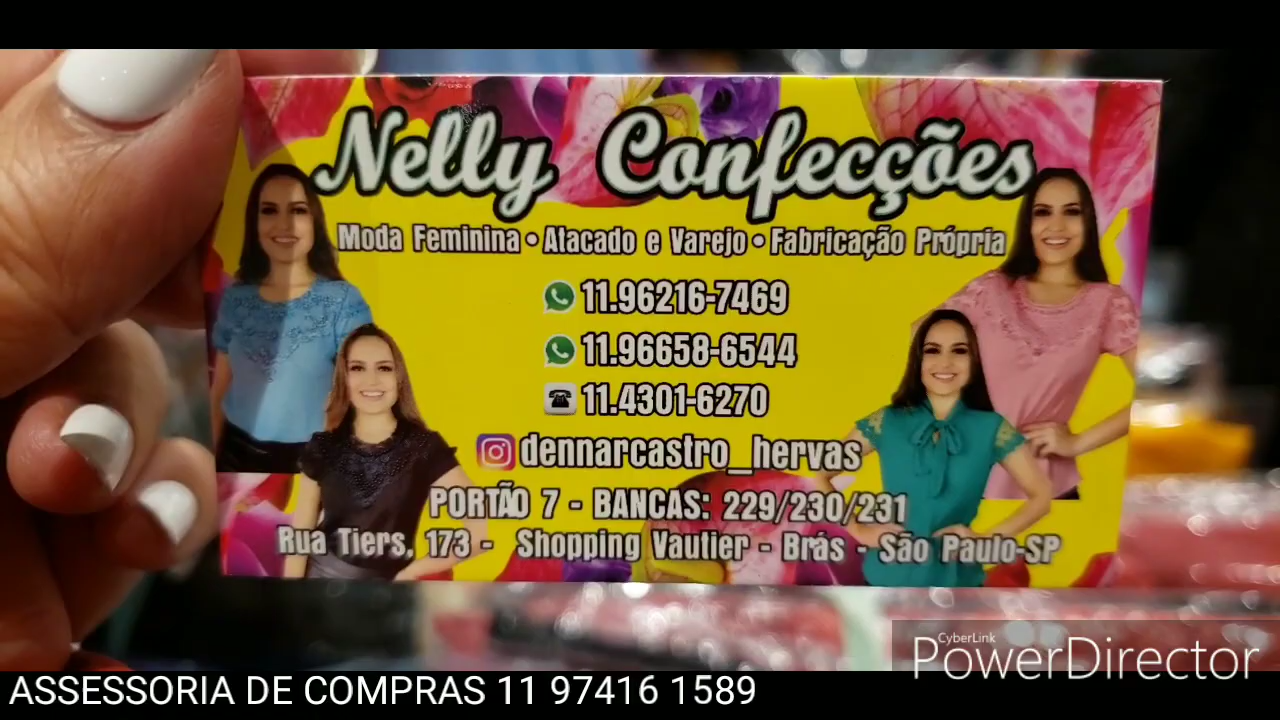 Nelly Confecções
Moda Feminina • Atacado e Varejo • Fabricação Própria
11.96216-7469
11.96658-6544
11.4301-6270
dennarcastro_hervas
PORTÃO 7 - BANCAS: 229/230/231
Rua Tiers, 173 - Shopping Vautier - Brás - São Paulo-SP
CyberLink
PowerDirector
ASSESSORIA DE COMPRAS 11 97416 1589